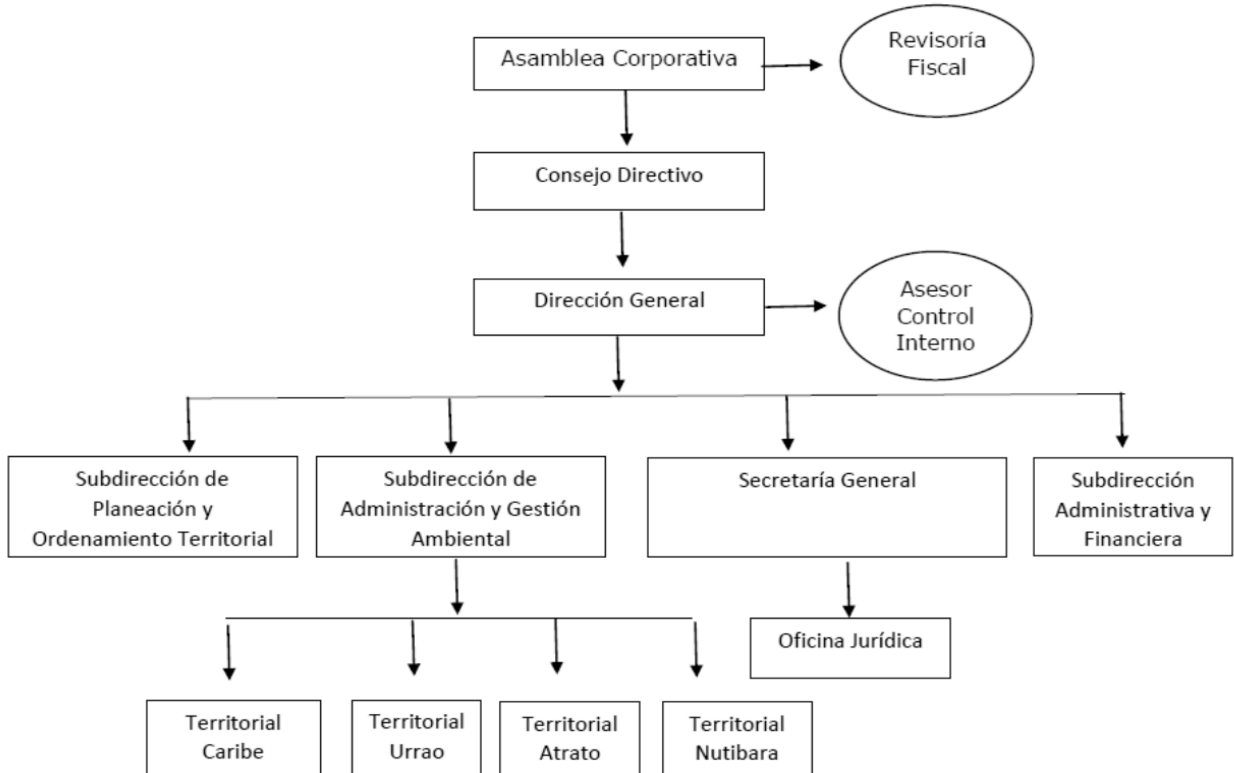 Asamblea Corporativa
Revisoría
Fiscal
Consejo Directivo
Dirección General
Asesor
Control
Interno
Subdirección de
Planeación y
Ordenamiento Territorial
Subdirección de
Administración y Gestión
Ambiental
Secretaría General
Subdirección
Administrativa y
Financiera
Oficina Jurídica
Territorial
Caribe
Territorial
Urrao
Territorial
Atrato
Territorial
Nutibara